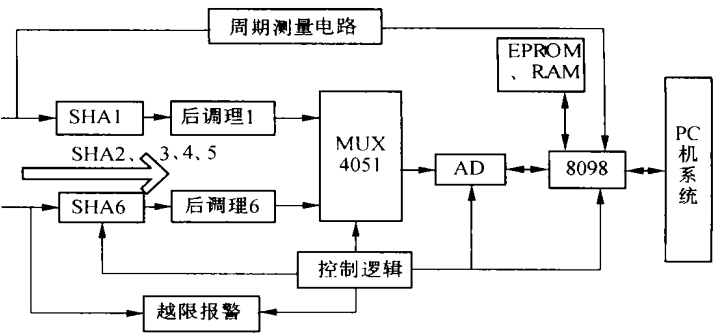 周期测量电路
EPROM
、RAM
SHA1
后调理1
MUX
4051
SHA2、3、4、5
AD
8098
PC
机
系
统
SHA6
后调理6
控制逻辑
越限报警